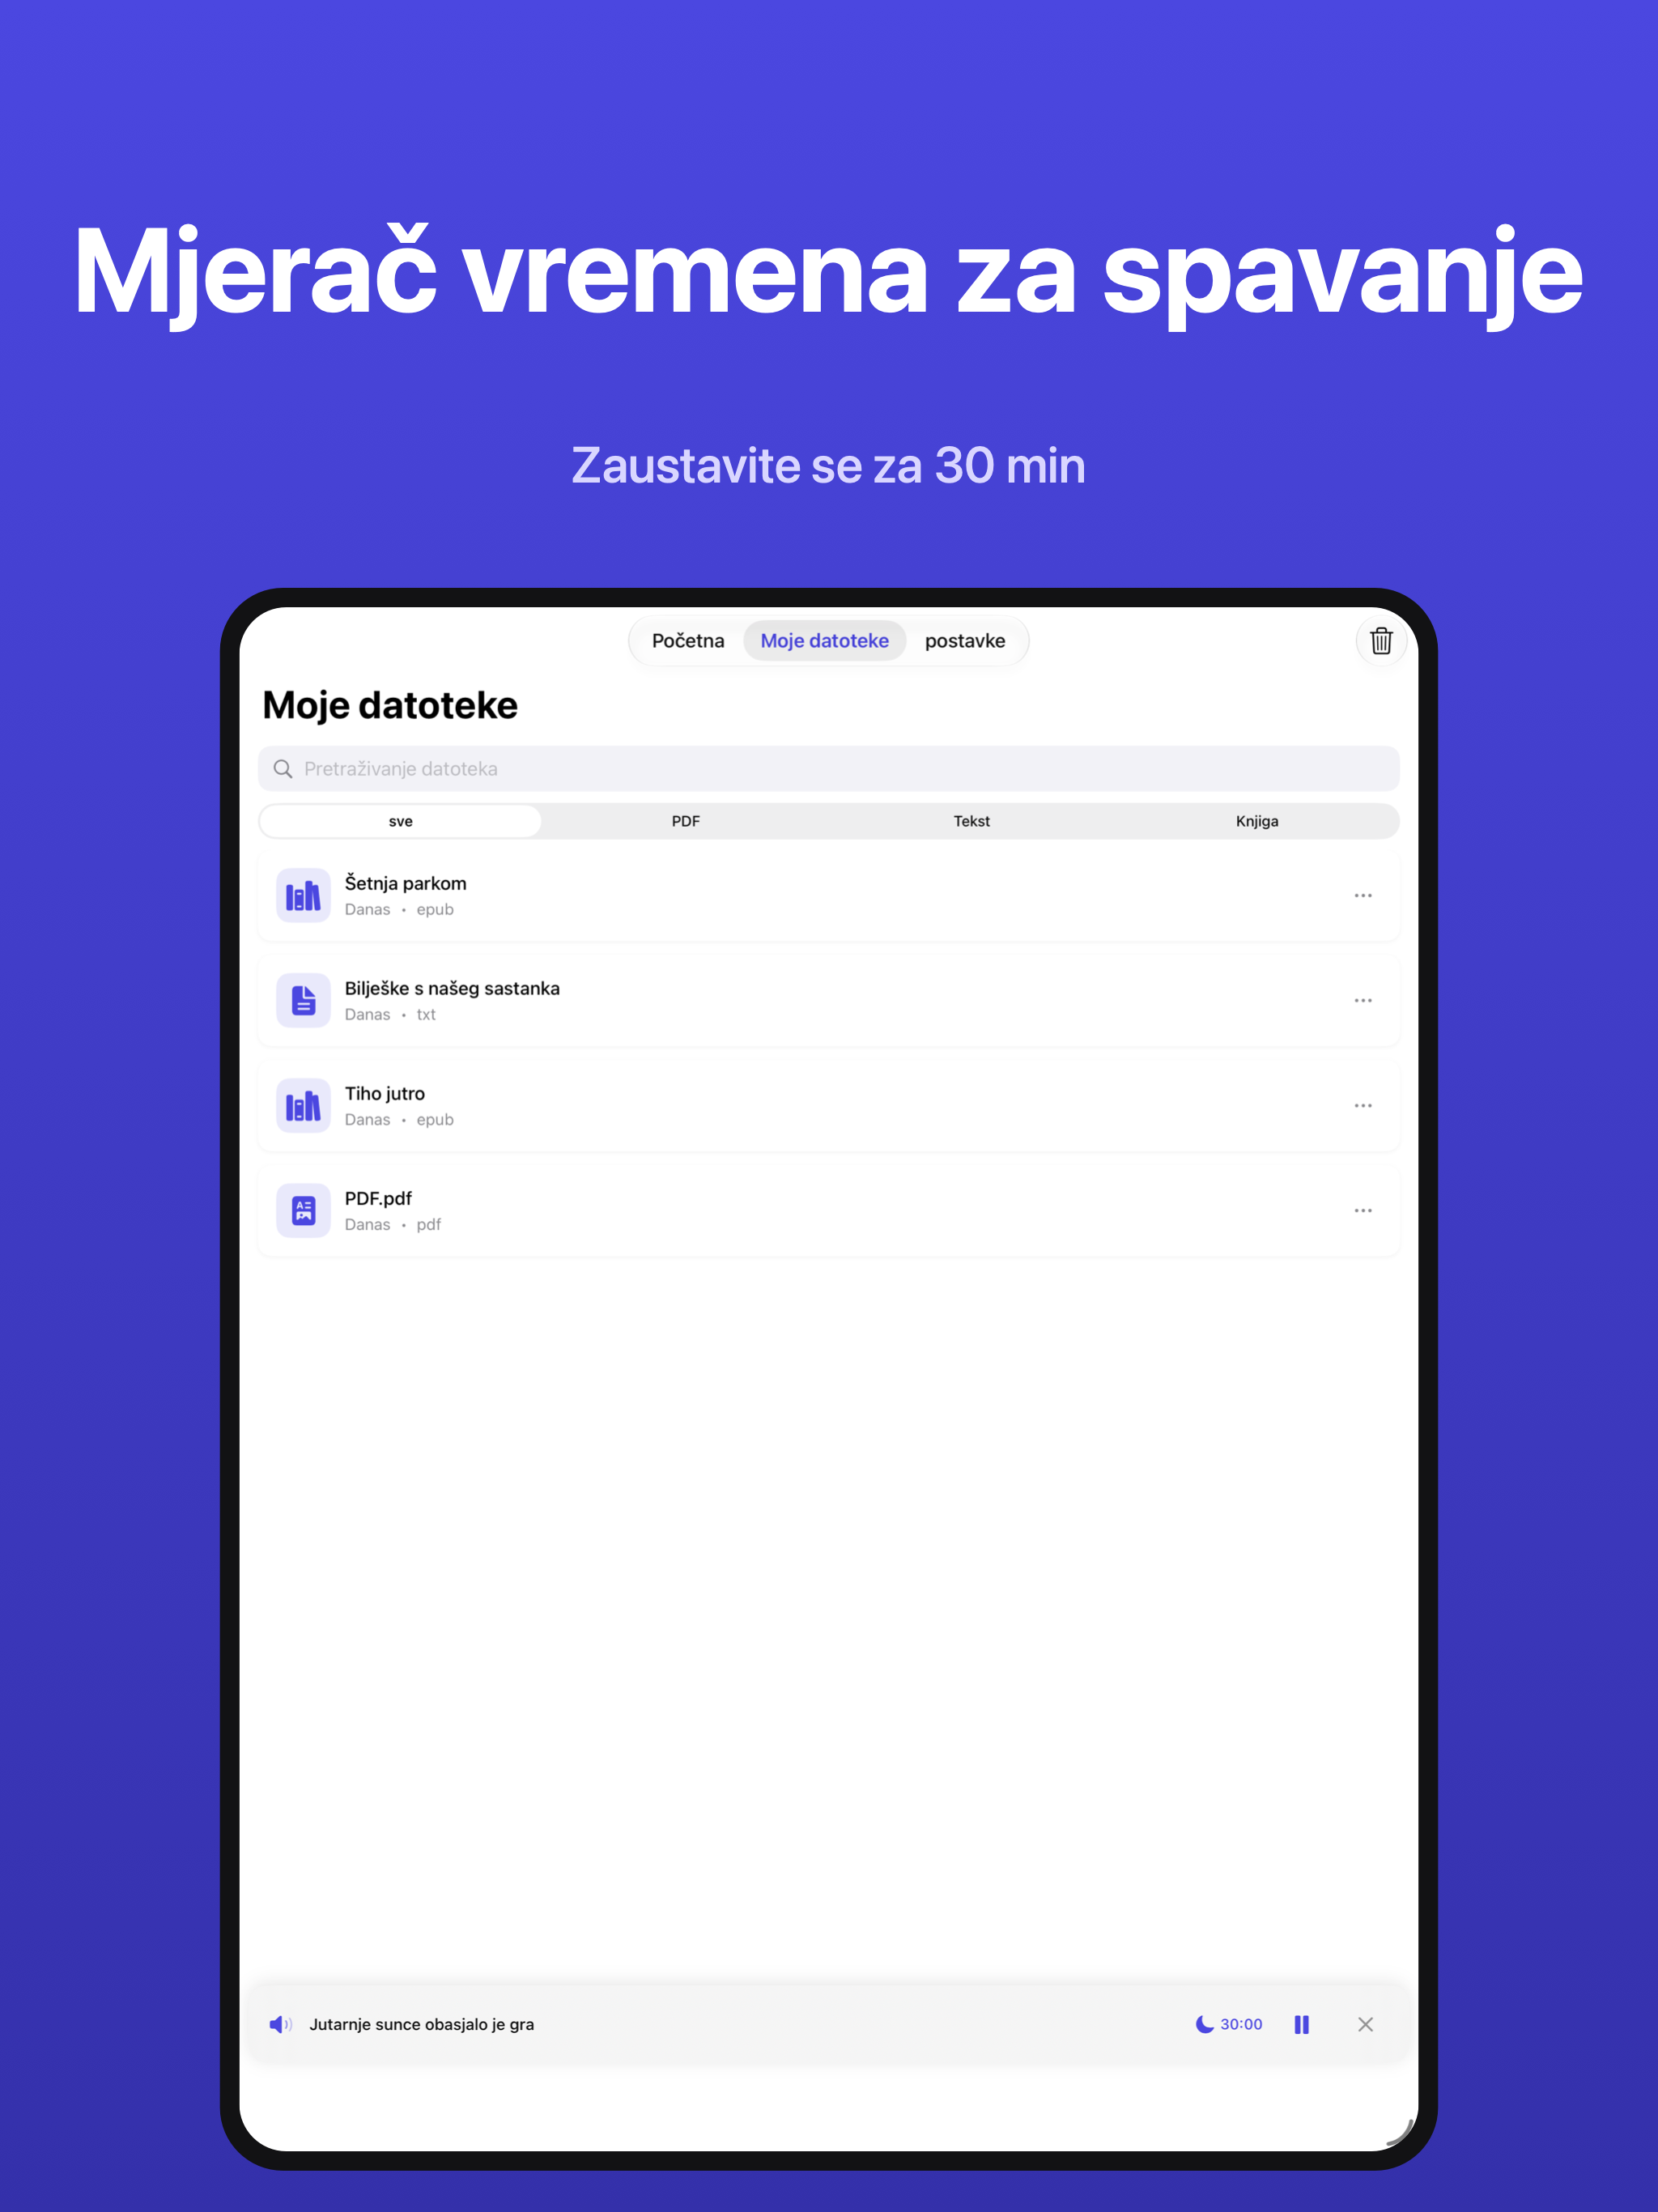 Mjerač vremena za spavanje
Zaustavite se za 30 min
Početna Moje datoteke postavke
Moje datoteke
Pretraživanje datoteka
sve PDF Tekst Knjiga
Šetnja parkom
Danas • epub
Bilješke s našeg sastanka
Danas • txt
Tiho jutro
Danas • epub
PDF.pdf
Danas • pdf
Jutarnje sunce obasjalo je gra 30:00